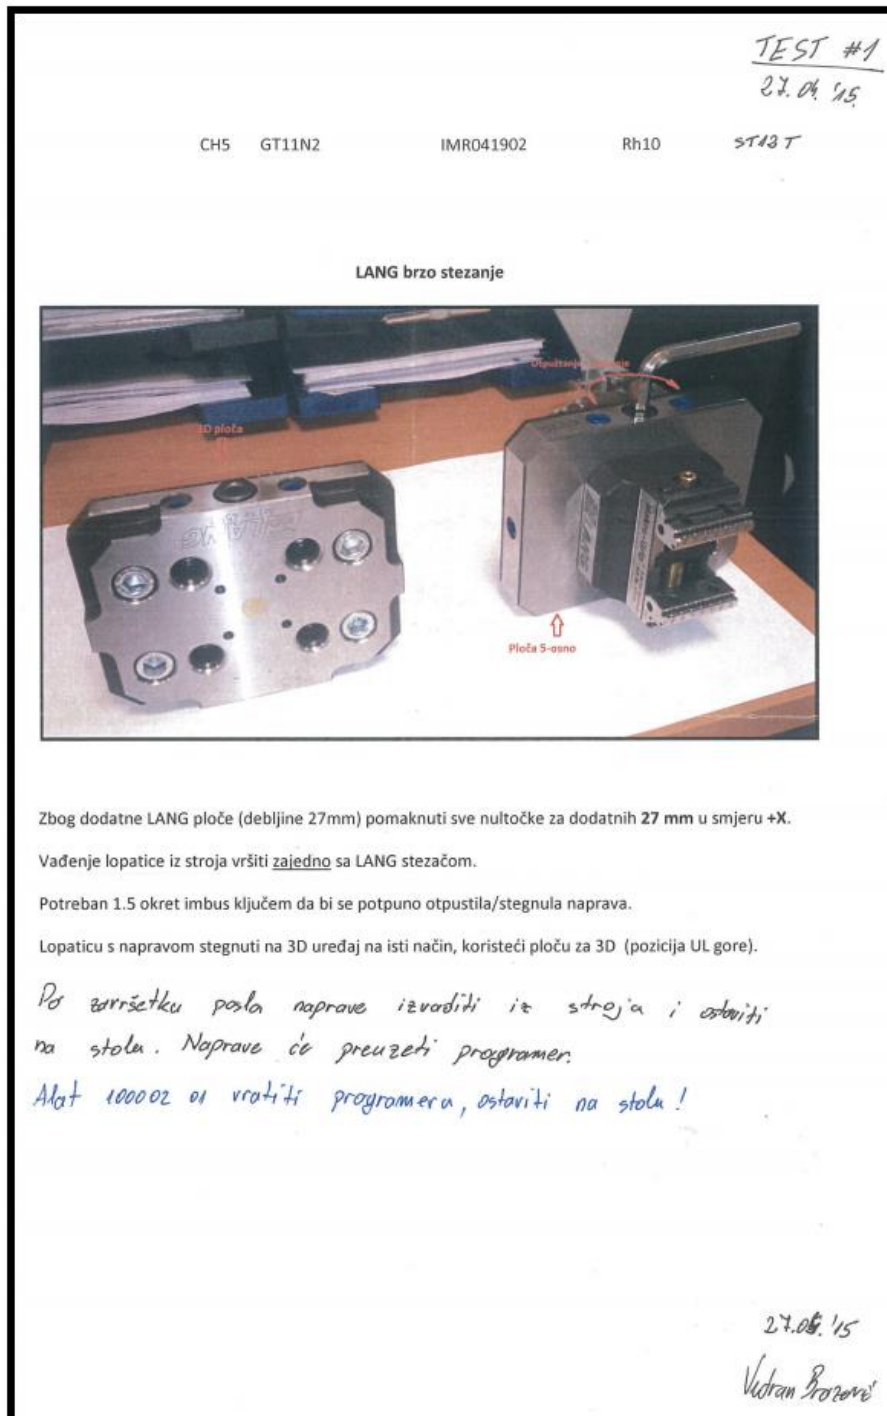 TEST #1
27.04.'15.
CH5 GT11N2 IMR041902 Rh10 ST13T
LANG brzo stezanje
3D ploča
LANG
Ploča 5-osno
Zbog dodatne LANG ploče (debljine 27mm) pomaknuti sve nultočke za dodatnih 27 mm u smjeru +X.
Vađenje lopatice iz stroja vršiti zajedno sa LANG stezačom.
Potreban 1.5 okret imbus ključem da bi se potpuno otpustila/stegnula naprava.
Lopaticu s napravom stegnuti na 3D uređaj na isti način, koristeći ploču za 3D (pozicija UL gore).
Po završetku posla naprave izvaditi iz stroja i ostaviti
na stolu. Naprave će preuzeti programer.
Alat 100002 01 vratiti programeru, ostaviti na stolu!
27.04.'15
Vedran Brozović